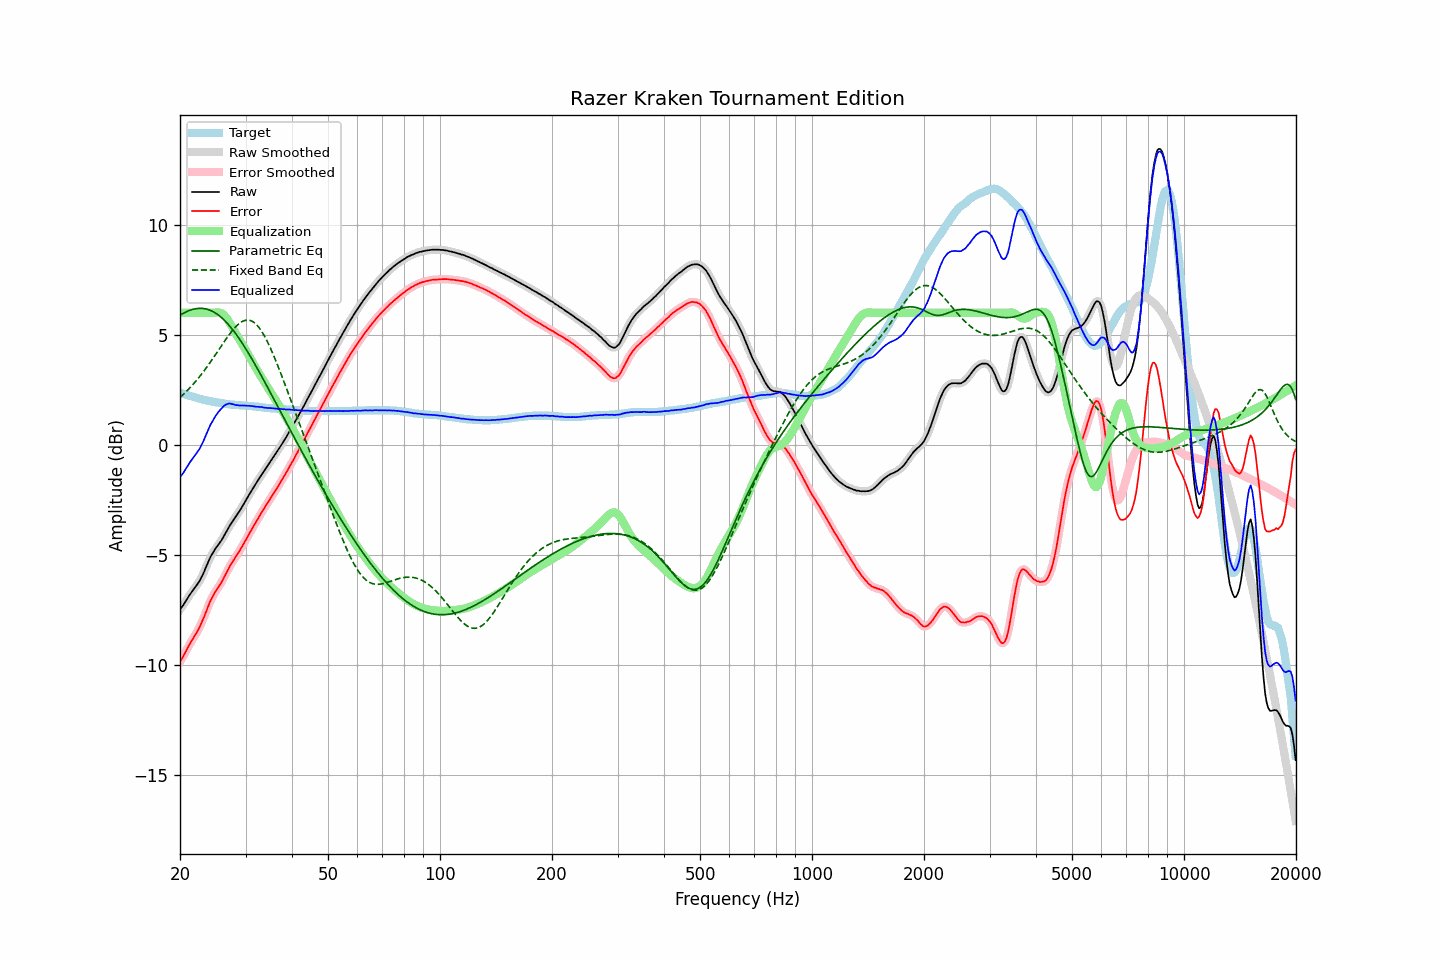 Razer Kraken Tournament Edition
Target
Raw Smoothed
Error Smoothed
Raw
Error
Equalization
Parametric Eq
Fixed Band Eq
Equalized
10
5
0
−5
−10
−15
Amplitude (dBr)
20 50 100 200 500 1000 2000 5000 10000 20000
Frequency (Hz)